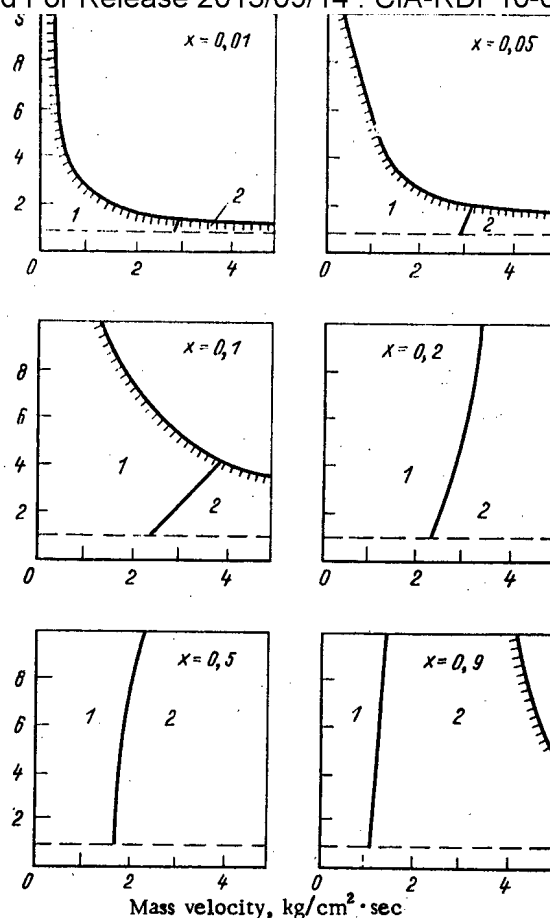 d For Release 2013/09/14 : CIA-RDP10-0
8
6
4
2
x = 0,01
1
2
0 2 4
x = 0,05
1
2
0 2 4
8
6
4
2
x = 0,1
1
2
0 2 4
x = 0,2
1
2
0 2 4
8
6
4
2
x = 0,5
1
2
0 2 4
x = 0,9
1
2
0 2 4
Mass velocity, kg/cm²·sec